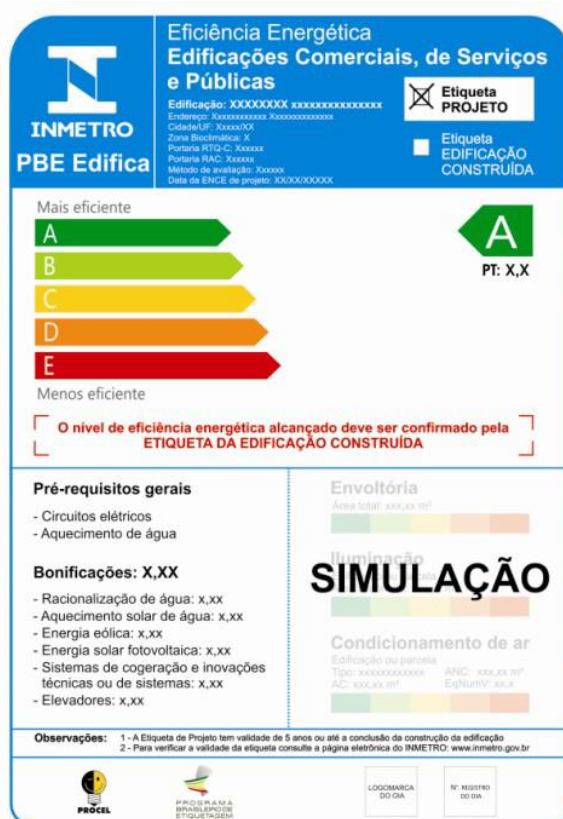 INMETRO
PBE Edifica
Eficiência Energética
Edificações Comerciais, de Serviços
e Públicas
Edificação: XXXXXXXX xxxxxxxxxxxxxxx
Endereço: Xxxxxxxxxxxx Xxxxxxxxxxxxxx
Cidade/UF: Xxxxx/XX
Zona Bioclimática: X
Portaria RTQ-C: Xxxxxx
Portaria RAC: Xxxxxx
Método de avaliação: Xxxxxx
Data da ENCE de projeto: XX/XX/XXXXX
Etiqueta
PROJETO
Etiqueta
EDIFICAÇÃO
CONSTRUÍDA
Mais eficiente
A
B
C
D
E
Menos eficiente
A
PT: X,X
O nível de eficiência energética alcançado deve ser confirmado pela
ETIQUETA DA EDIFICAÇÃO CONSTRUÍDA
Pré-requisitos gerais
- Circuitos elétricos
- Aquecimento de água
Bonificações: X,XX
- Racionalização de água: x,xx
- Aquecimento solar de água: x,xx
- Energia eólica: x,xx
- Energia solar fotovoltaica: x,xx
- Sistemas de cogeração e inovações
técnicas ou de sistemas: x,xx
- Elevadores: x,xx
Envoltória
Área total: xxx,xx m²
Iluminação
SIMULAÇÃO
Condicionamento de ar
Edificação ou parcela
Tipo: xxxxxxxxxxxx ANC: xxx,xx m²
AC: xxx,xx m² EqNumV: xx,x
Observações: 1 - A Etiqueta de Projeto tem validade de 5 anos ou até a conclusão da construção da edificação
2 - Para verificar a validade da etiqueta consulte a página eletrônica do INMETRO: www.inmetro.gov.br
PROCEL
PROGRAMA
BRASILEIRO DE
ETIQUETAGEM
LOGOMARCA
DO OIA
Nº. REGISTRO
DO OIA